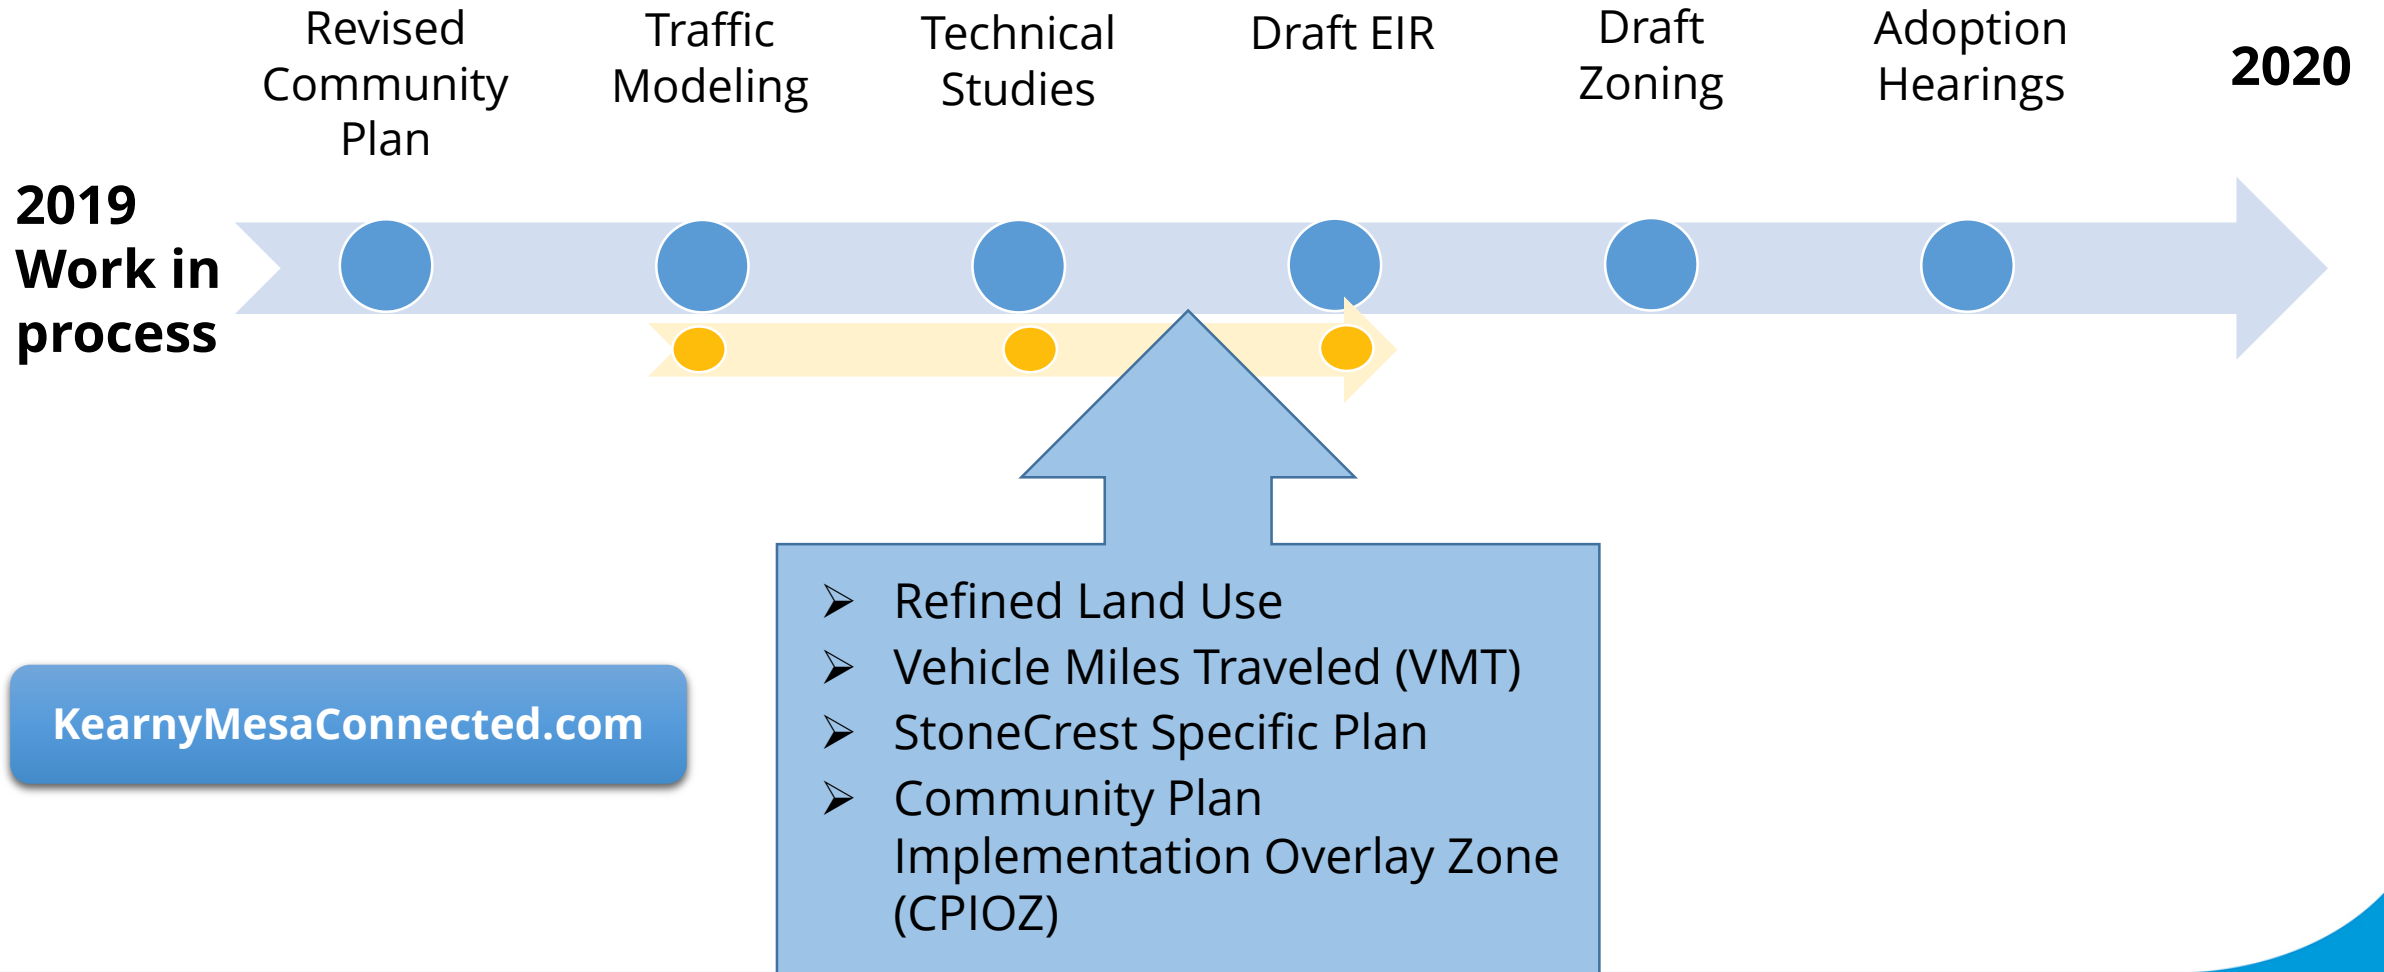 Revised
Community
Plan
Traffic
Modeling
Technical
Studies
Draft EIR
Draft
Zoning
Adoption
Hearings
2020
2019
Work in
process
➢ Refined Land Use
➢ Vehicle Miles Traveled (VMT)
➢ StoneCrest Specific Plan
➢ Community Plan
Implementation Overlay Zone
(CPIOZ)
KearnyMesaConnected.com